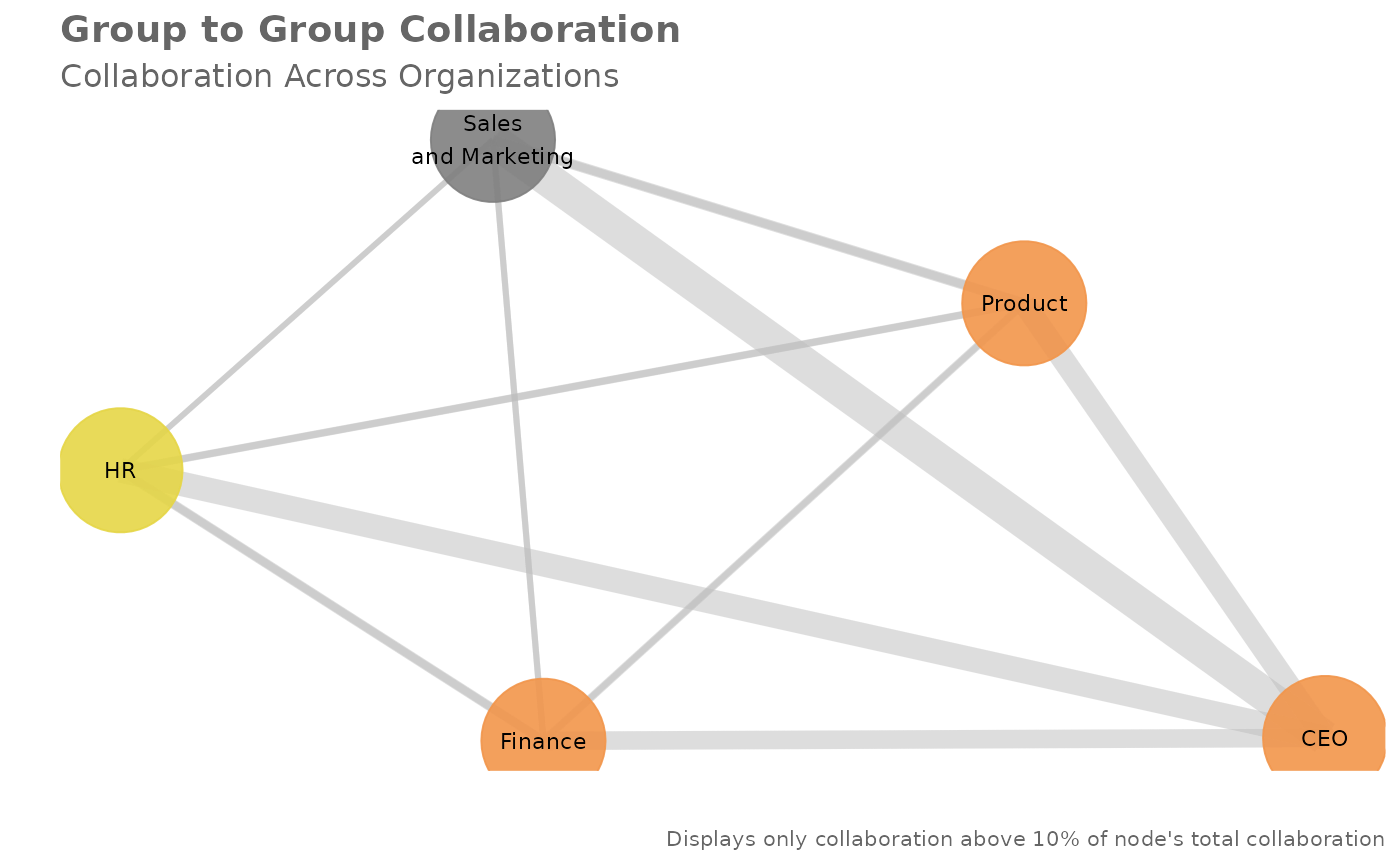 Group to Group Collaboration
Collaboration Across Organizations
Sales
and Marketing
Product
HR
Finance
CEO
Displays only collaboration above 10% of node's total collaboration